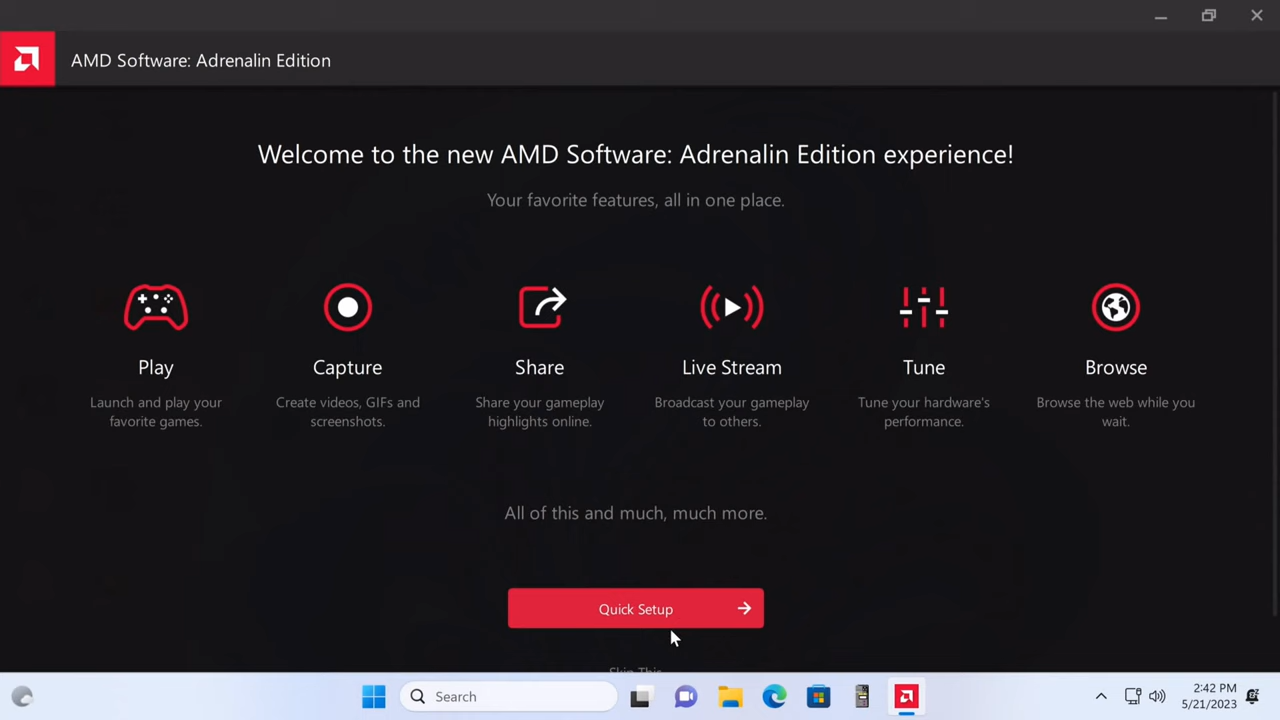 AMD Software: Adrenalin Edition
Welcome to the new AMD Software: Adrenalin Edition experience!
Your favorite features, all in one place.
Play
Launch and play your
favorite games.
Capture
Create videos, GIFs and
screenshots.
Share
Share your gameplay
highlights online.
Live Stream
Broadcast your gameplay
to others.
Tune
Tune your hardware's
performance.
Browse
Browse the web while you
wait.
All of this and much, much more.
Quick Setup
Skip This
Search
2:42 PM
5/21/2023